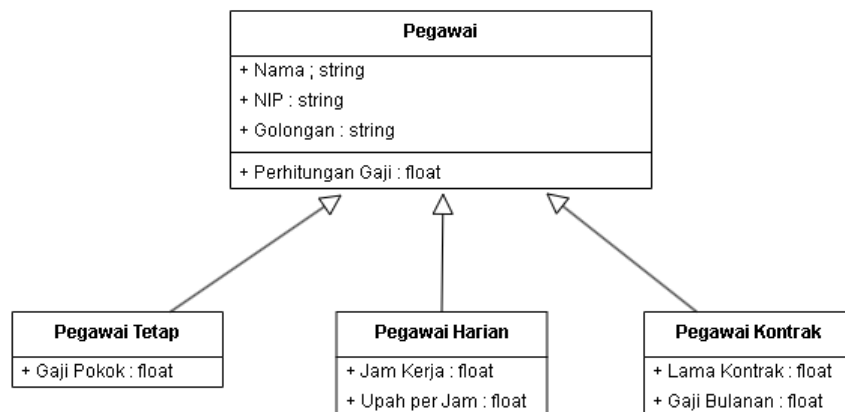 Pegawai
+ Nama ; string
+ NIP : string
+ Golongan : string
+ Perhitungan Gaji : float
Pegawai Tetap
+ Gaji Pokok : float
Pegawai Harian
+ Jam Kerja : float
+ Upah per Jam : float
Pegawai Kontrak
+ Lama Kontrak : float
+ Gaji Bulanan : float